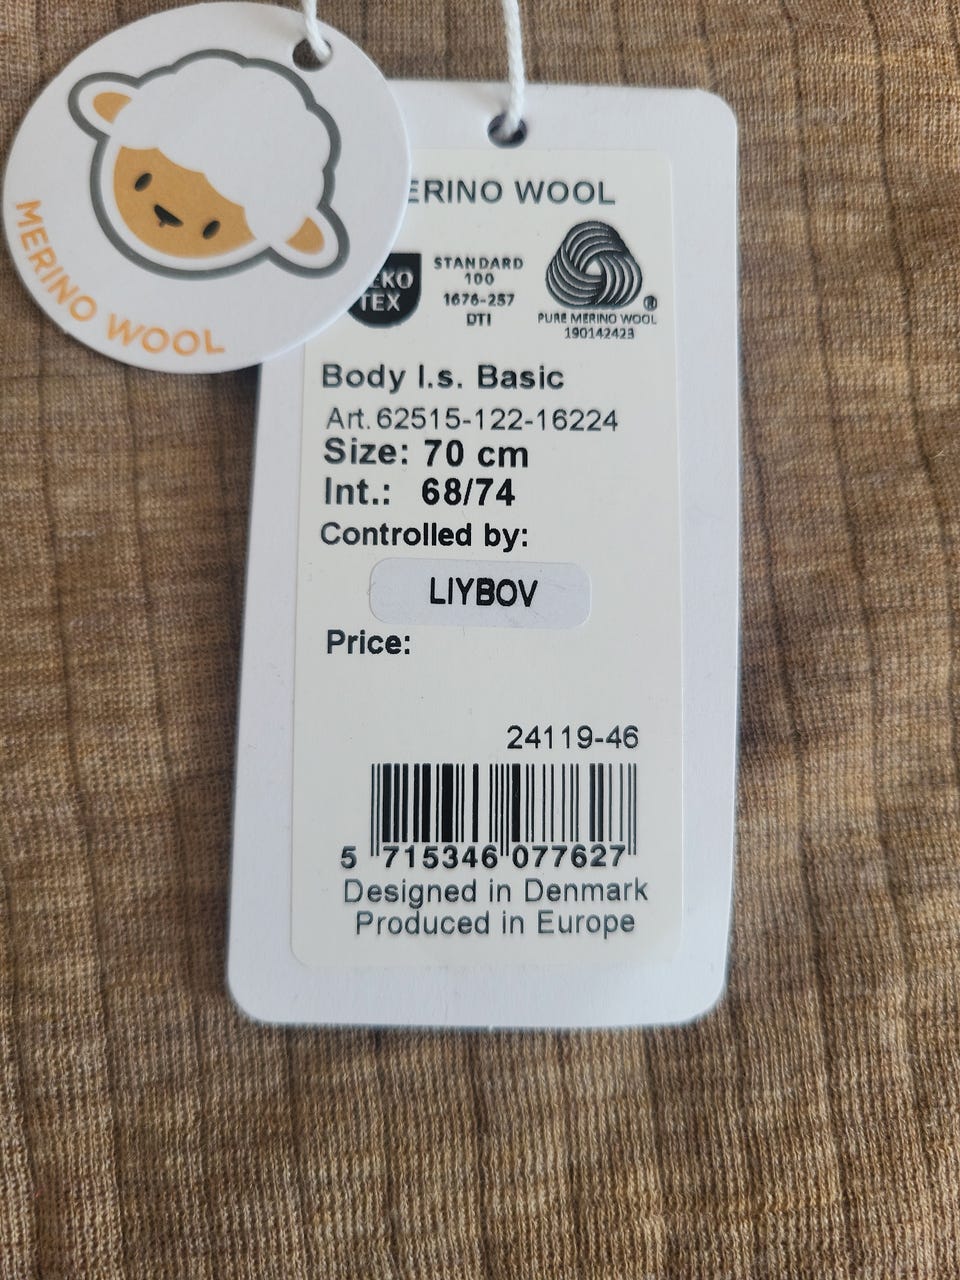 MERINO WOOL
ERINO WOOL
EKO
TEX
STANDARD
100
1676-257
DTI
®
PURE MERINO WOOL
190142423
Body l.s. Basic
Art. 62515-122-16224
Size: 70 cm
Int.: 68/74
Controlled by:
LIYBOV
Price:
24119-46
5 715346 077627
Designed in Denmark
Produced in Europe